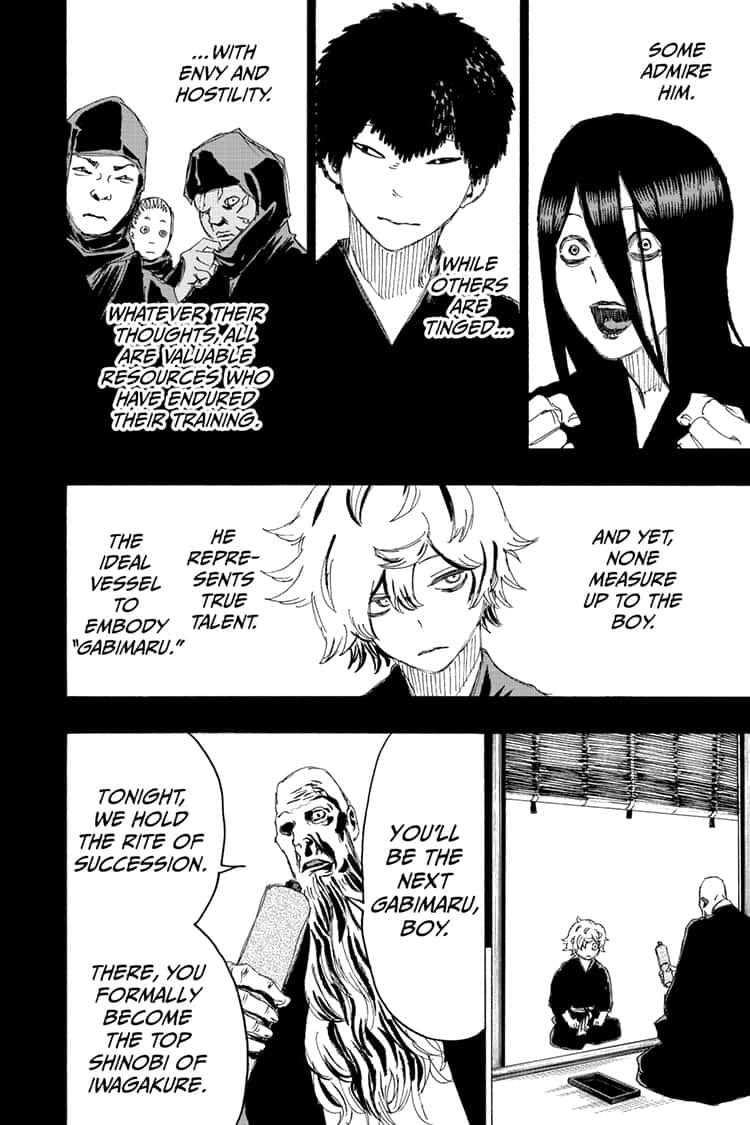 SOME
ADMIRE
HIM.
WHILE
OTHERS
ARE
TINGED...
...WITH
ENVY AND
HOSTILITY.
WHATEVER THEIR
THOUGHTS, ALL
ARE VALUABLE
RESOURCES WHO
HAVE ENDURED
THEIR TRAINING.
AND YET,
NONE
MEASURE
UP TO THE
BOY.
HE
REPRE-
SENTS
TRUE
TALENT.
THE
IDEAL
VESSEL
TO
EMBODY
"GABIMARU."
YOU'LL
BE THE
NEXT
GABIMARU,
BOY.
TONIGHT,
WE HOLD
THE RITE OF
SUCCESSION.
THERE, YOU
FORMALLY
BECOME
THE TOP
SHINOBI OF
IWAGAKURE.